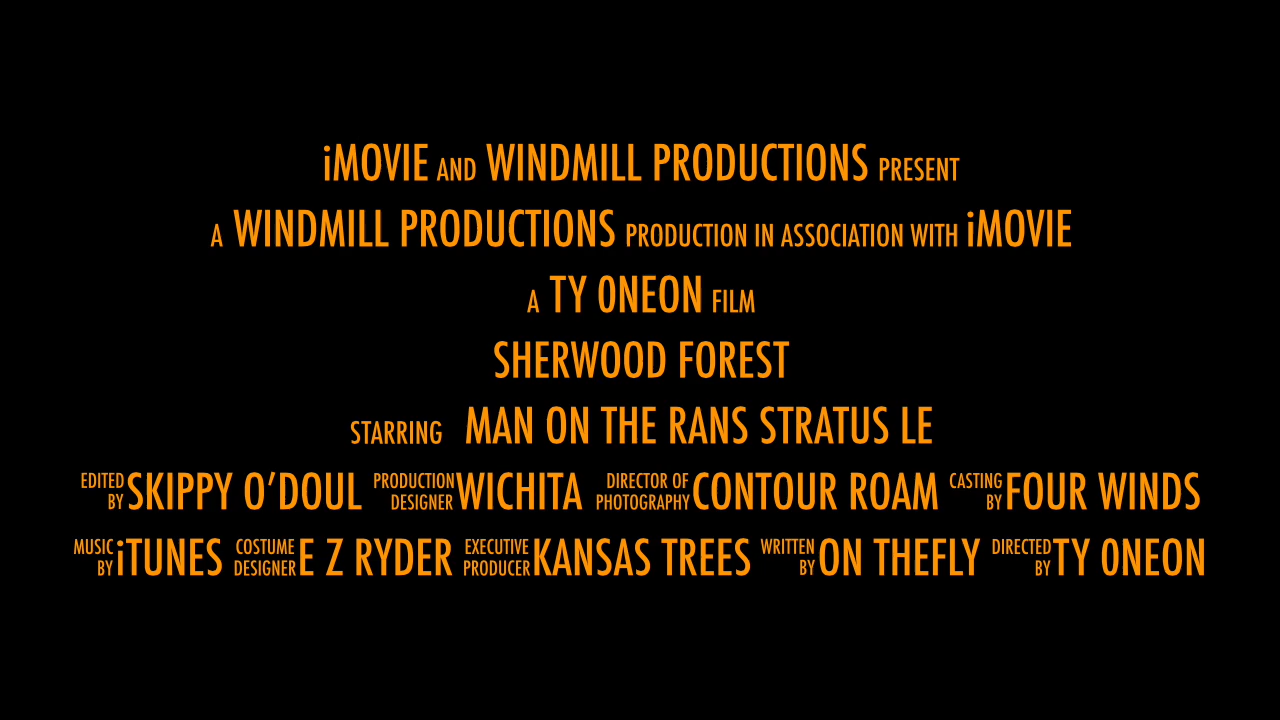 iMOVIE AND WINDMILL PRODUCTIONS PRESENT
A WINDMILL PRODUCTIONS PRODUCTION IN ASSOCIATION WITH iMOVIE
A TY ONEON FILM
SHERWOOD FOREST
STARRING MAN ON THE RANS STRATUS LE
EDITED BY SKIPPY O’DOUL PRODUCTION DESIGNER WICHITA DIRECTOR OF PHOTOGRAPHY CONTOUR ROAM CASTING BY FOUR WINDS
MUSIC BY iTUNES COSTUME DESIGNER E Z RYDER EXECUTIVE PRODUCER KANSAS TREES WRITTEN BY ON THEFLY DIRECTED BY TY ONEON